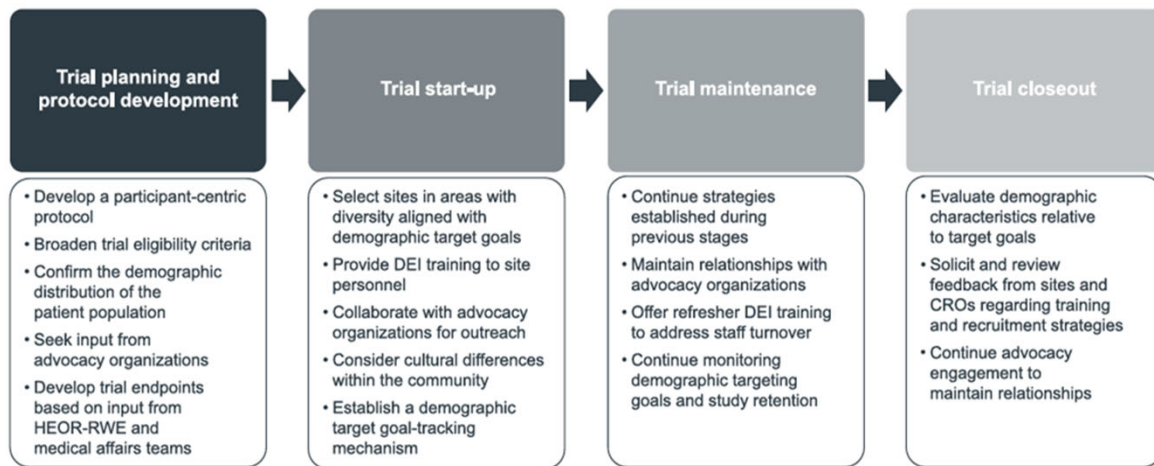 Trial planning and
protocol development
Trial start-up
Trial maintenance
Trial closeout
• Develop a participant-centric
protocol
• Broaden trial eligibility criteria
• Confirm the demographic
distribution of the
patient population
• Seek input from
advocacy organizations
• Develop trial endpoints
based on input from
HEOR-RWE and
medical affairs teams
• Select sites in areas with
diversity aligned with
demographic target goals
• Provide DEI training to site
personnel
• Collaborate with advocacy
organizations for outreach
• Consider cultural differences
within the community
• Establish a demographic
target goal-tracking
mechanism
• Continue strategies
established during
previous stages
• Maintain relationships with
advocacy organizations
• Offer refresher DEI training
to address staff turnover
• Continue monitoring
demographic targeting
goals and study retention
• Evaluate demographic
characteristics relative
to target goals
• Solicit and review
feedback from sites and
CROs regarding training
and recruitment strategies
• Continue advocacy
engagement to
maintain relationships